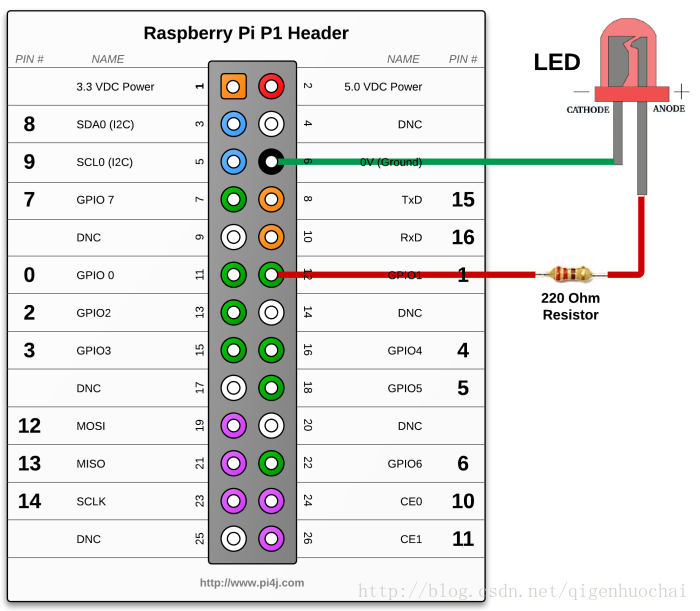 Raspberry Pi P1 Header
PIN # NAME NAME PIN #
3.3 VDC Power 1 2 5.0 VDC Power
8 SDA0 (I2C) 3 4 DNC
9 SCL0 (I2C) 5 6 0V (Ground)
7 GPIO 7 7 8 TxD 15
DNC 9 10 RxD 16
0 GPIO 0 11 12 GPIO1 1
2 GPIO2 13 14 DNC
3 GPIO3 15 16 GPIO4 4
DNC 17 18 GPIO5 5
12 MOSI 19 20 DNC
13 MISO 21 22 GPIO6 6
14 SCLK 23 24 CE0 10
DNC 25 26 CE1 11
http://www.pi4j.com
LED
— +
CATHODE ANODE
220 Ohm
Resistor
http://blog.csdn.net/qigenhuochai